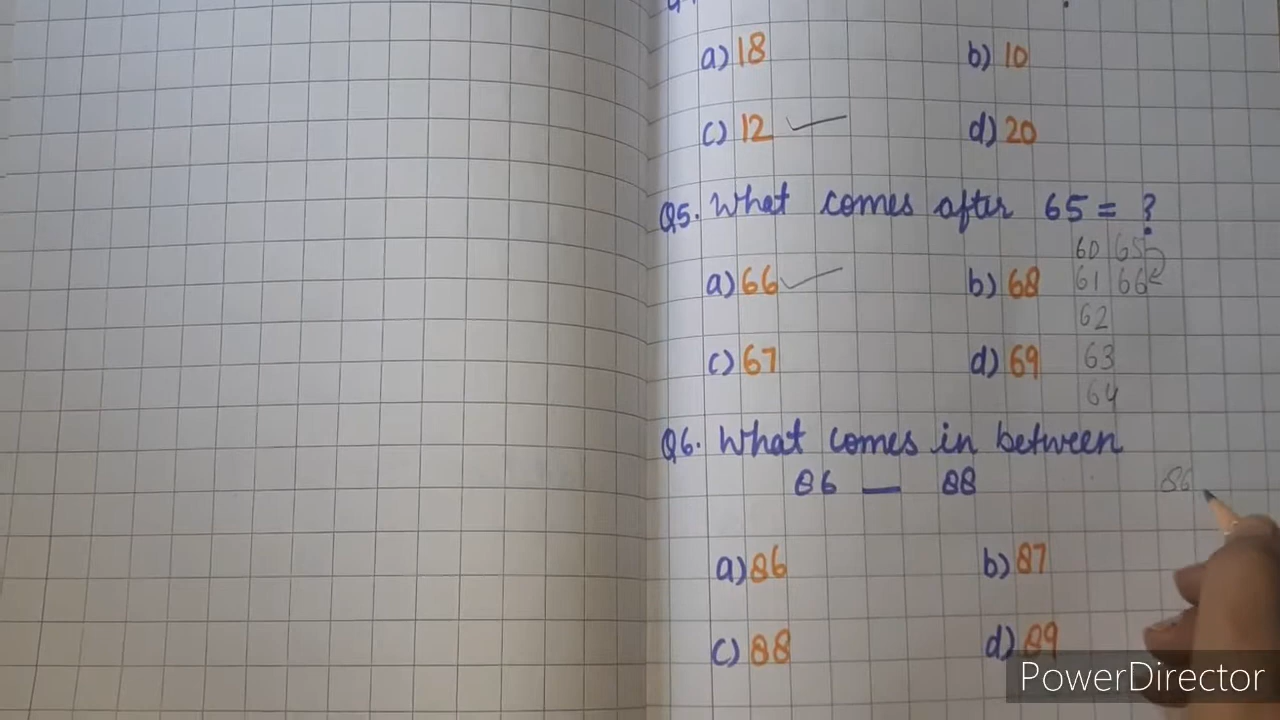 a) 18 b) 10
c) 12 d) 20
Q5. What comes after 65 = ?
60 65
a) 66 b) 68 61 66
62
c) 67 d) 69 63
64
Q6. What comes in between
86 — 88 86
a) 86 b) 87
c) 88 d) 89
PowerDirector